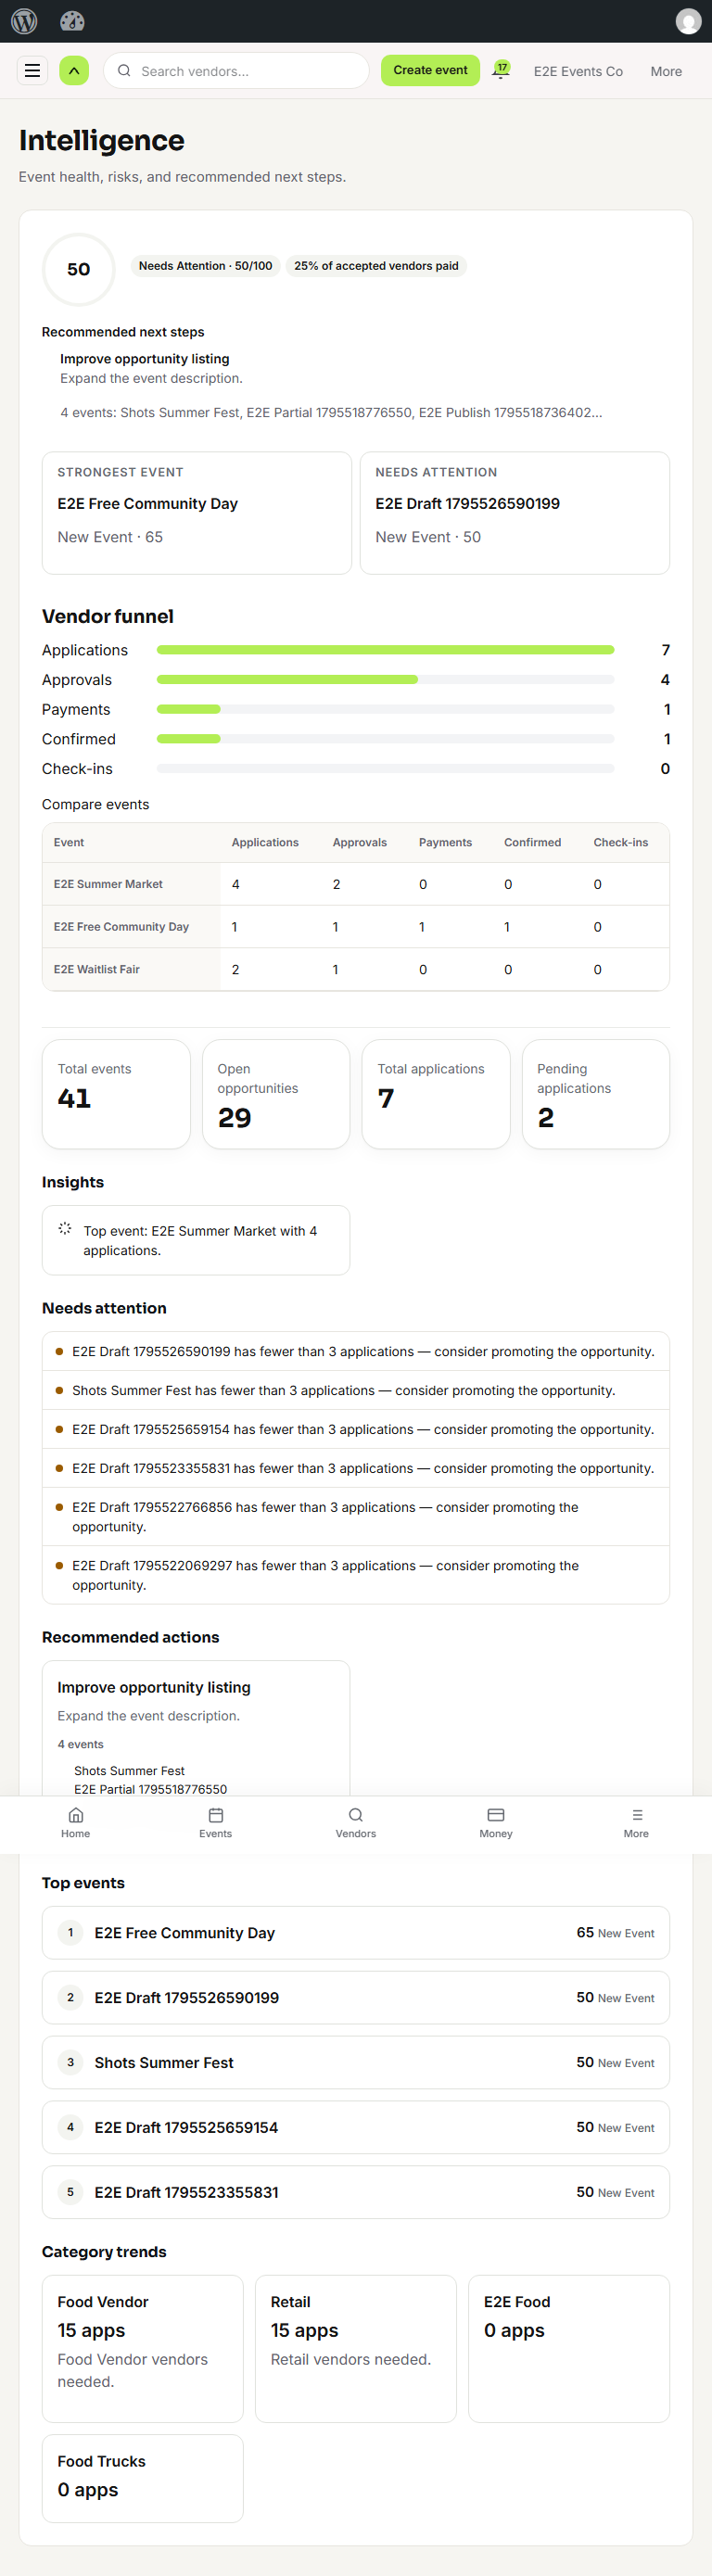 Search vendors...
Create event
17
E2E Events Co
More
Intelligence
Event health, risks, and recommended next steps.
50
Needs Attention · 50/100
25% of accepted vendors paid
Recommended next steps
Improve opportunity listing
Expand the event description.
4 events: Shots Summer Fest, E2E Partial 1795518776550, E2E Publish 1795518736402...
STRONGEST EVENT
E2E Free Community Day
New Event · 65
NEEDS ATTENTION
E2E Draft 1795526590199
New Event · 50
Vendor funnel
Applications 7
Approvals 4
Payments 1
Confirmed 1
Check-ins 0
Compare events
Event Applications Approvals Payments Confirmed Check-ins
E2E Summer Market 4 2 0 0 0
E2E Free Community Day 1 1 1 1 0
E2E Waitlist Fair 2 1 0 0 0
Total events
41
Open
opportunities
29
Total applications
7
Pending
applications
2
Insights
Top event: E2E Summer Market with 4
applications.
Needs attention
E2E Draft 1795526590199 has fewer than 3 applications — consider promoting the opportunity.
Shots Summer Fest has fewer than 3 applications — consider promoting the opportunity.
E2E Draft 1795525659154 has fewer than 3 applications — consider promoting the opportunity.
E2E Draft 1795523355831 has fewer than 3 applications — consider promoting the opportunity.
E2E Draft 1795522766856 has fewer than 3 applications — consider promoting the
opportunity.
E2E Draft 1795522069297 has fewer than 3 applications — consider promoting the
opportunity.
Recommended actions
Improve opportunity listing
Expand the event description.
4 events
Shots Summer Fest
E2E Partial 1795518776550
Home
Events
Vendors
Money
More
Top events
1 E2E Free Community Day 65 New Event
2 E2E Draft 1795526590199 50 New Event
3 Shots Summer Fest 50 New Event
4 E2E Draft 1795525659154 50 New Event
5 E2E Draft 1795523355831 50 New Event
Category trends
Food Vendor
15 apps
Food Vendor vendors
needed.
Retail
15 apps
Retail vendors needed.
E2E Food
0 apps
Food Trucks
0 apps